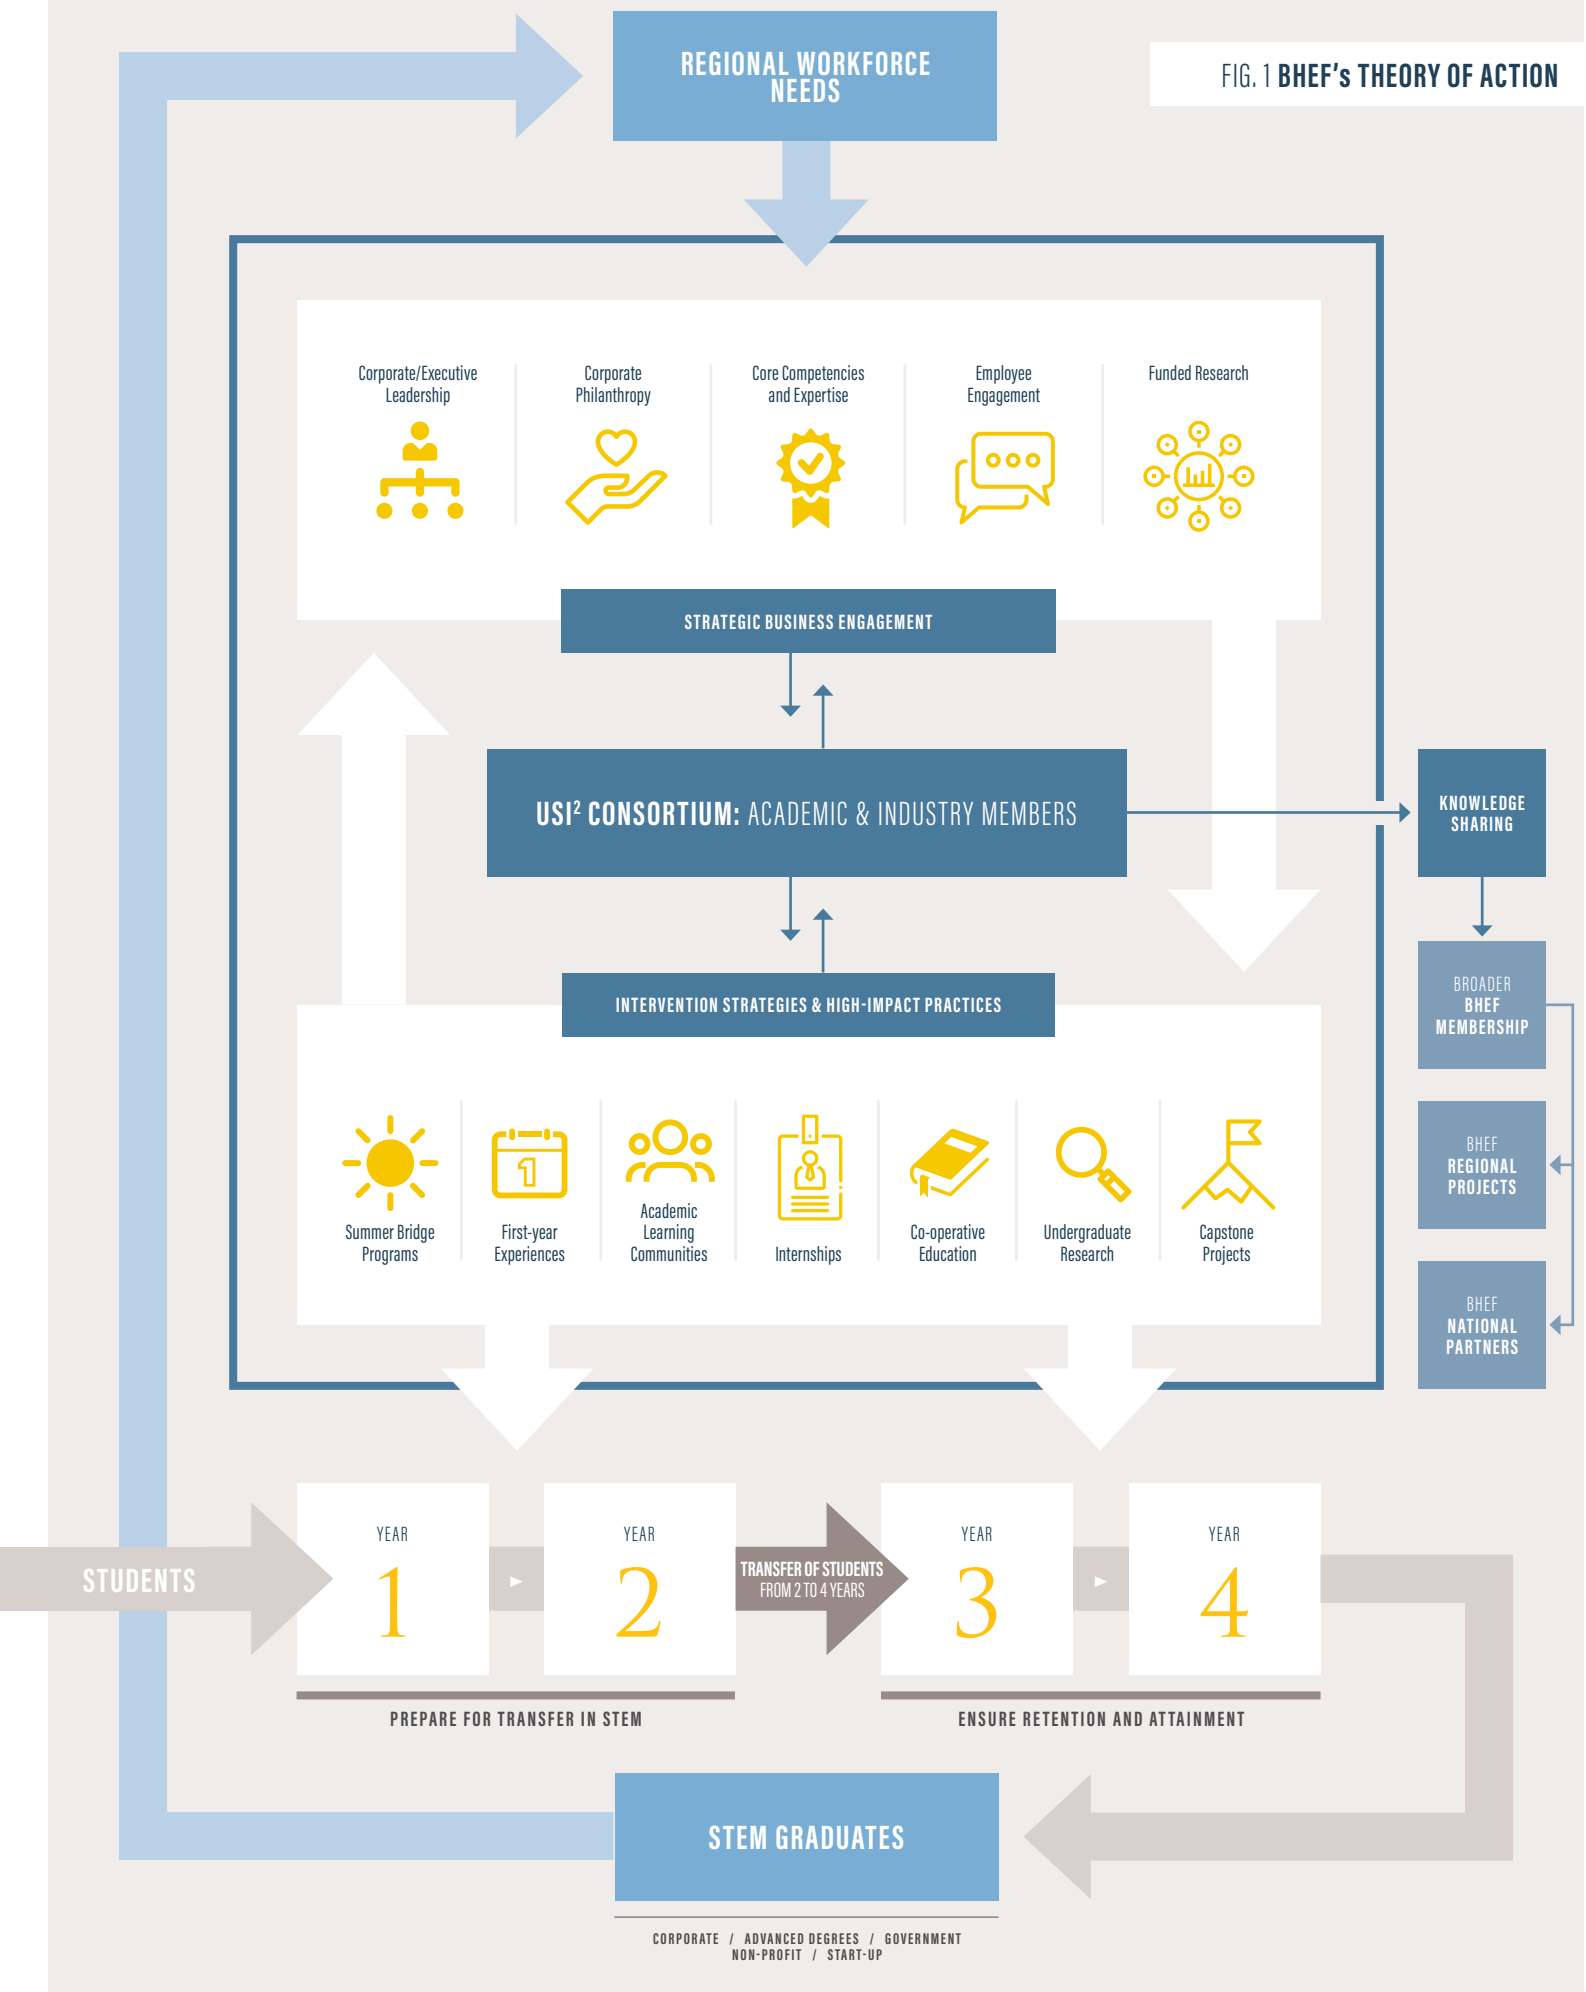 REGIONAL WORKFORCE
NEEDS
FIG. 1 BHEF's THEORY OF ACTION
Corporate/Executive
Leadership
Corporate
Philanthropy
Core Competencies
and Expertise
Employee
Engagement
Funded Research
STRATEGIC BUSINESS ENGAGEMENT
USI² CONSORTIUM: ACADEMIC & INDUSTRY MEMBERS
KNOWLEDGE
SHARING
BROADER
BHEF
MEMBERSHIP
BHEF
REGIONAL
PROJECTS
BHEF
NATIONAL
PARTNERS
INTERVENTION STRATEGIES & HIGH-IMPACT PRACTICES
1
Summer Bridge
Programs
First-year
Experiences
Academic
Learning
Communities
Internships
Co-operative
Education
Undergraduate
Research
Capstone
Projects
STUDENTS
YEAR
1
YEAR
2
TRANSFER OF STUDENTS
FROM 2 TO 4 YEARS
YEAR
3
YEAR
4
PREPARE FOR TRANSFER IN STEM
ENSURE RETENTION AND ATTAINMENT
STEM GRADUATES
CORPORATE / ADVANCED DEGREES / GOVERNMENT
NON-PROFIT / START-UP